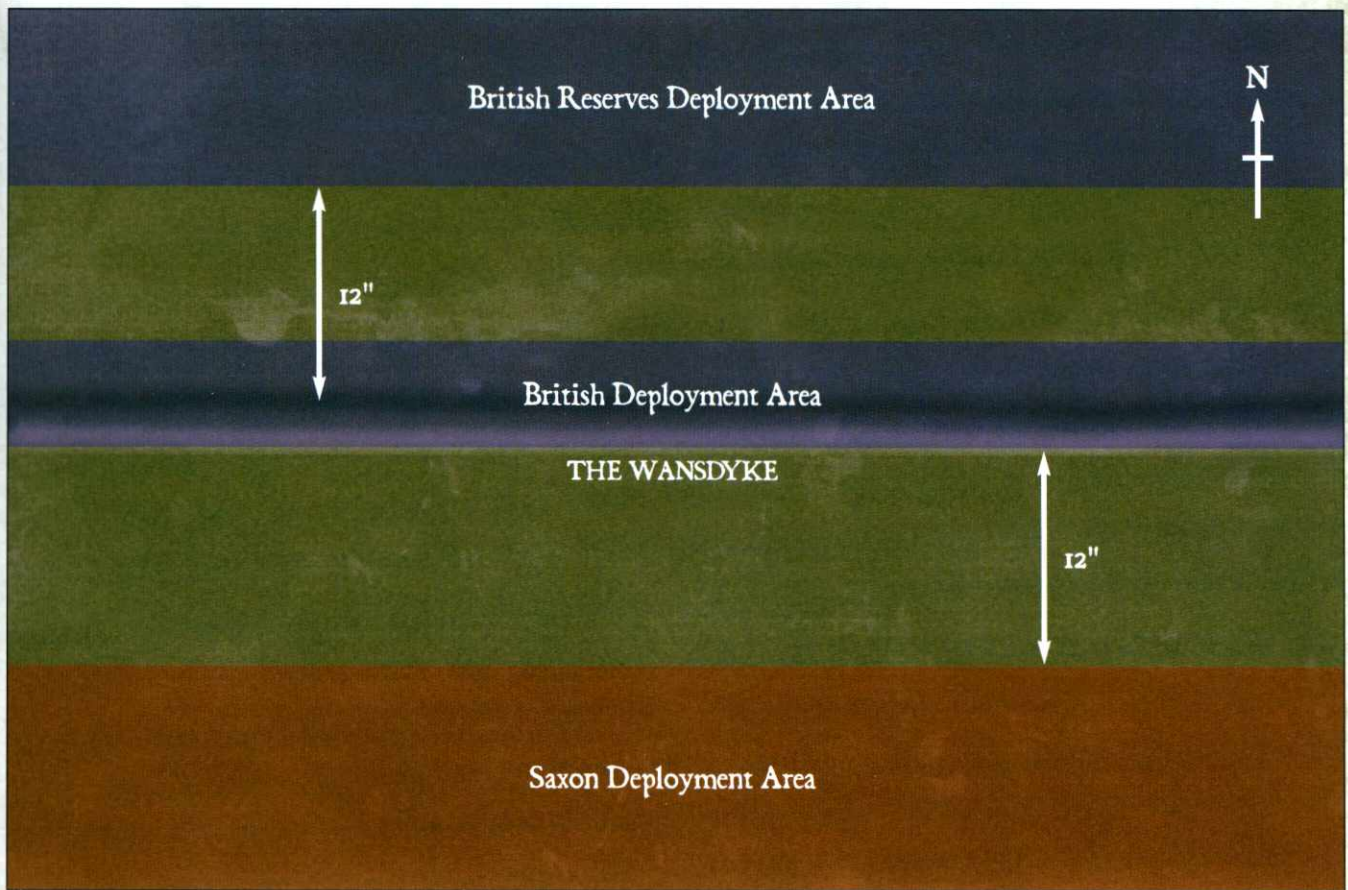 British Reserves Deployment Area
N
12"
British Deployment Area
THE WANSDYKE
12"
Saxon Deployment Area